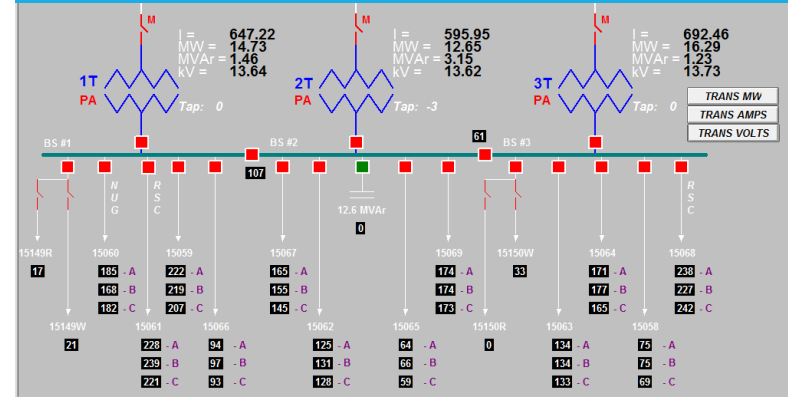 M
M
M
I = 647.22
MW = 14.73
MVAr = 1.46
kV = 13.64
I = 595.95
MW = 12.65
MVAr = 3.15
kV = 13.62
I = 692.46
MW = 16.29
MVAr = 1.23
kV = 13.73
1T
PA
Tap: 0
2T
PA
Tap: -3
3T
PA
Tap: 0
TRANS MW
TRANS AMPS
TRANS VOLTS
BS #1
BS #2
61
BS #3
107
NUG
RSC
RSC
12.6 MVAr
0
15149R
17
15060
185 - A
168 - B
182 - C
15059
222 - A
219 - B
207 - C
15067
165 - A
155 - B
145 - C
15069
174 - A
174 - B
173 - C
15150W
33
15064
171 - A
177 - B
165 - C
15068
238 - A
227 - B
242 - C
15149W
21
15061
228 - A
239 - B
221 - C
15066
94 - A
97 - B
93 - C
15062
125 - A
131 - B
128 - C
15065
64 - A
66 - B
59 - C
15150R
0
15063
134 - A
134 - B
133 - C
15058
75 - A
75 - B
69 - C